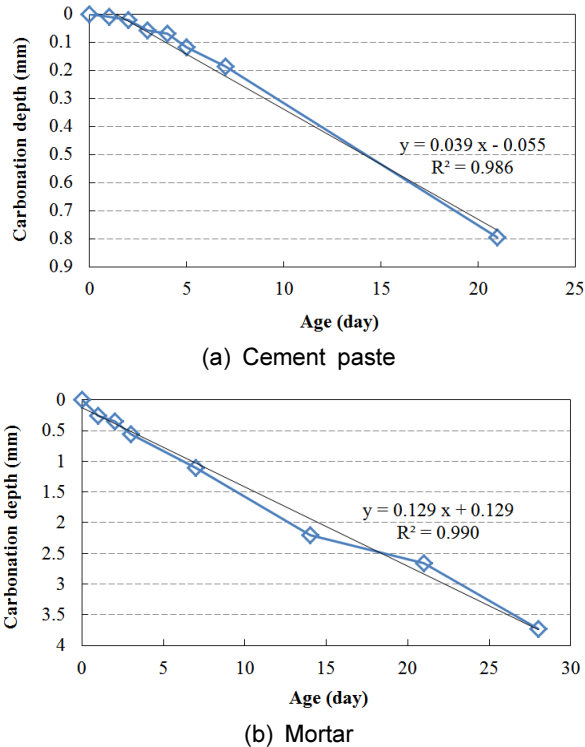 0
0.1
0.2
0.3
0.4
0.5
0.6
0.7
0.8
0.9
Carbonation depth (mm)
y = 0.039 x - 0.055
R² = 0.986
0 5 10 15 20 25
Age (day)
(a) Cement paste
0
0.5
1
1.5
2
2.5
3
3.5
4
Carbonation depth (mm)
y = 0.129 x + 0.129
R² = 0.990
0 5 10 15 20 25 30
Age (day)
(b) Mortar